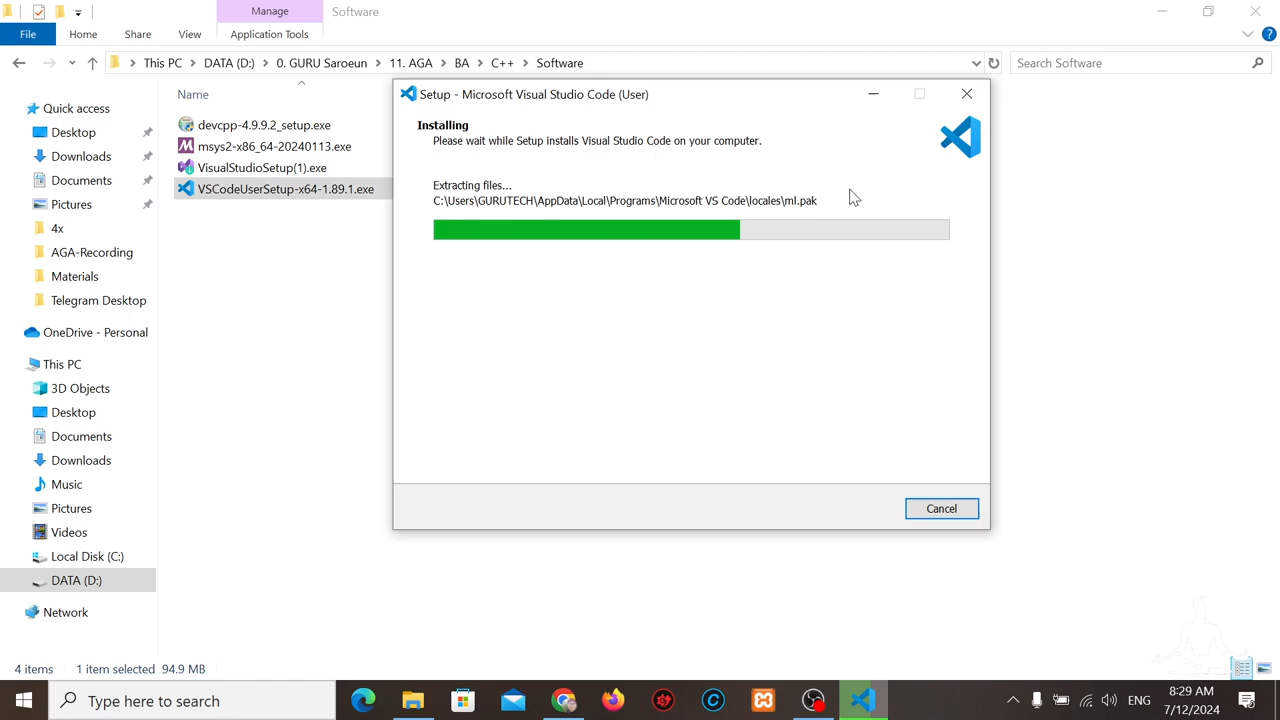 Manage
Software
File
Home
Share
View
Application Tools
This PC
DATA (D:)
0. GURU Saroeun
11. AGA
BA
C++
Software
Search Software
Name
Quick access
Desktop
Downloads
Documents
Pictures
4x
AGA-Recording
Materials
Telegram Desktop
OneDrive - Personal
This PC
3D Objects
Desktop
Documents
Downloads
Music
Pictures
Videos
Local Disk (C:)
DATA (D:)
Network
devcpp-4.9.9.2_setup.exe
msys2-x86_64-20240113.exe
VisualStudioSetup(1).exe
VSCodeUserSetup-x64-1.89.1.exe
Setup - Microsoft Visual Studio Code (User)
Installing
Please wait while Setup installs Visual Studio Code on your computer.
Extracting files...
C:\Users\GURUTECH\AppData\Local\Programs\Microsoft VS Code\locales\ml.pak
Cancel
4 items
1 item selected
94.9 MB
Type here to search
ENG
8:29 AM
7/12/2024